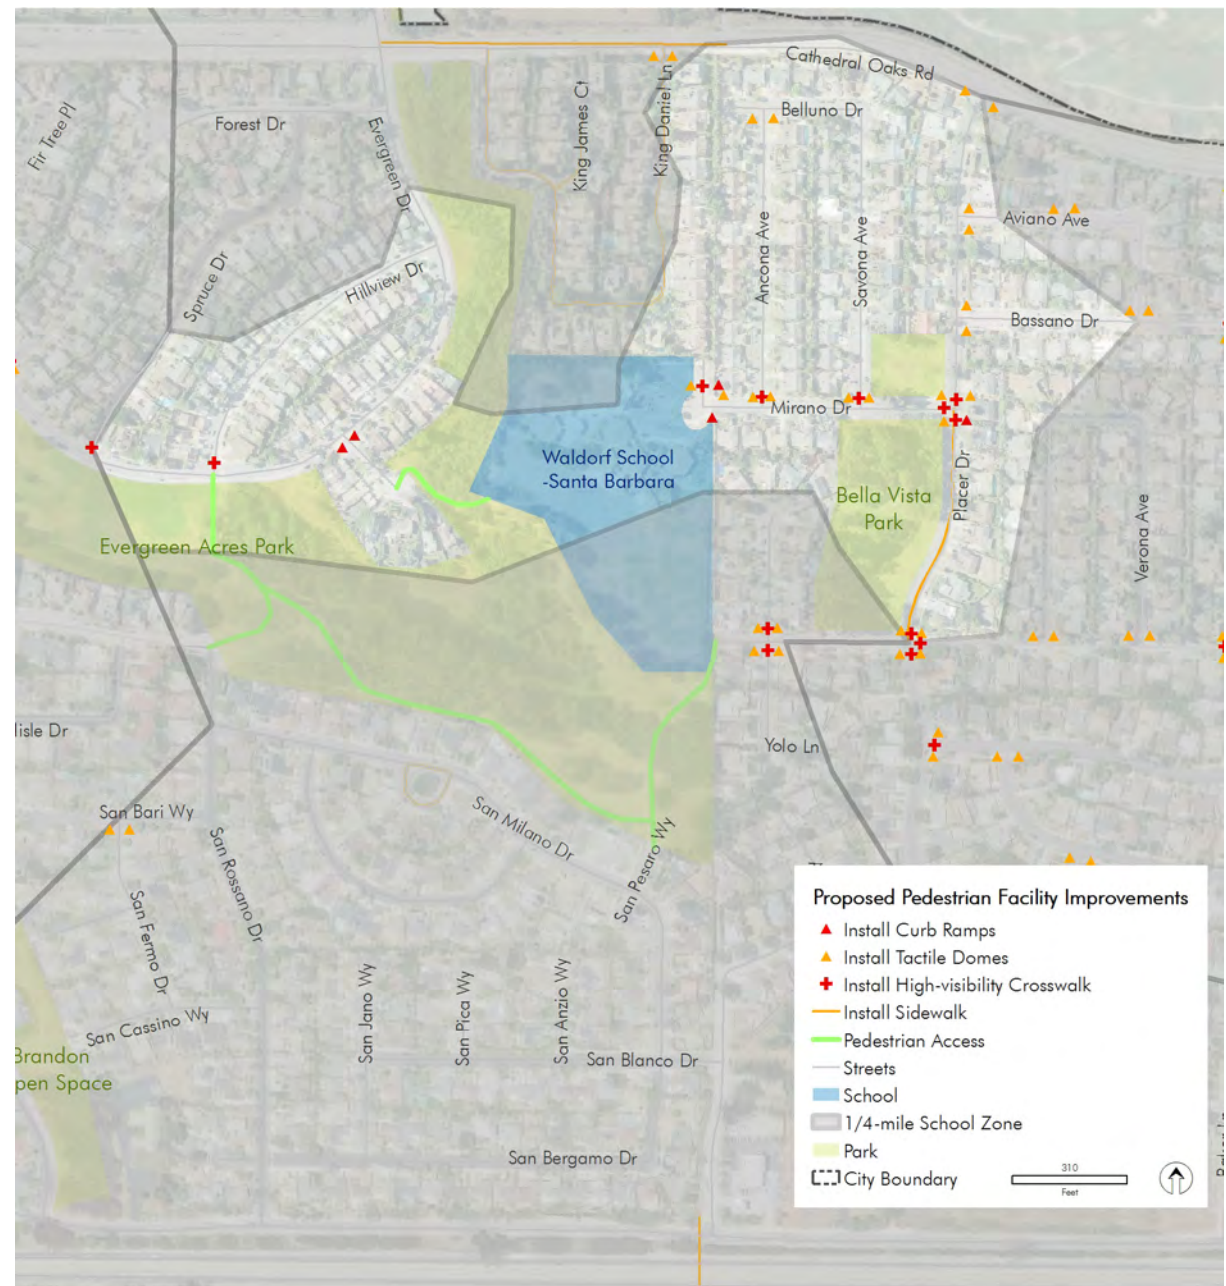 Cathedral Oaks Rd
Fir Tree Pl
Forest Dr
Evergreen Dr
King James Ct
King Daniel Ln
Belluno Dr
Aviano Ave
Ancona Ave
Savona Ave
Spruce Dr
Hillview Dr
Bassano Dr
Mirano Dr
Waldorf School
-Santa Barbara
Bella Vista
Park
Placer Dr
Verona Ave
Evergreen Acres Park
lisle Dr
Yolo Ln
San Bari Wy
San Milano Dr
San Pesaro Wy
San Rossano Dr
San Fermo Dr
San Cassino Wy
San Jano Wy
San Pica Wy
San Anzio Wy
San Blanco Dr
Brandon
pen Space
San Bergamo Dr
Proposed Pedestrian Facility Improvements
Install Curb Ramps
Install Tactile Domes
Install High-visibility Crosswalk
Install Sidewalk
Pedestrian Access
Streets
School
1/4-mile School Zone
Park
City Boundary
310
Feet